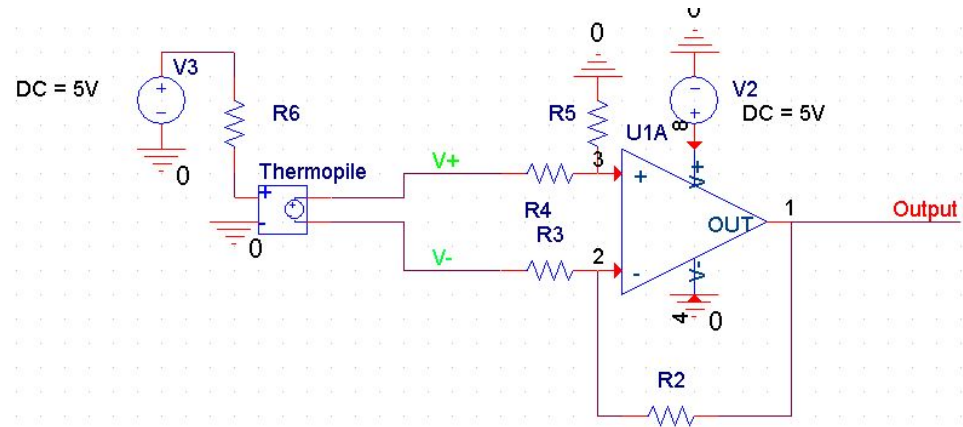 0
0
V3
V2
DC = 5V
DC = 5V
R6
R5
8
U1A
V+
3
+
Thermopile
V+
0
+
-
0
R4
OUT
1
Output
R3
V-
2
-
V-
4
0
R2